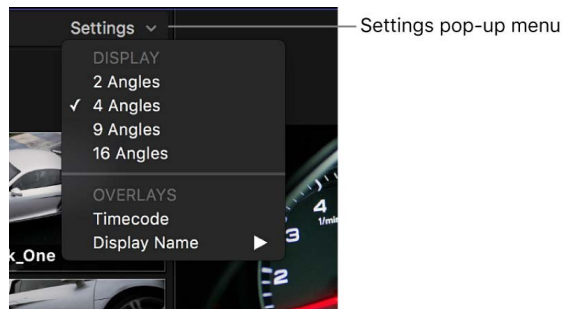 Settings
Settings pop-up menu
DISPLAY
2 Angles
✓ 4 Angles
9 Angles
16 Angles
OVERLAYS
Timecode
Display Name
k_One
4
1/min
3
2